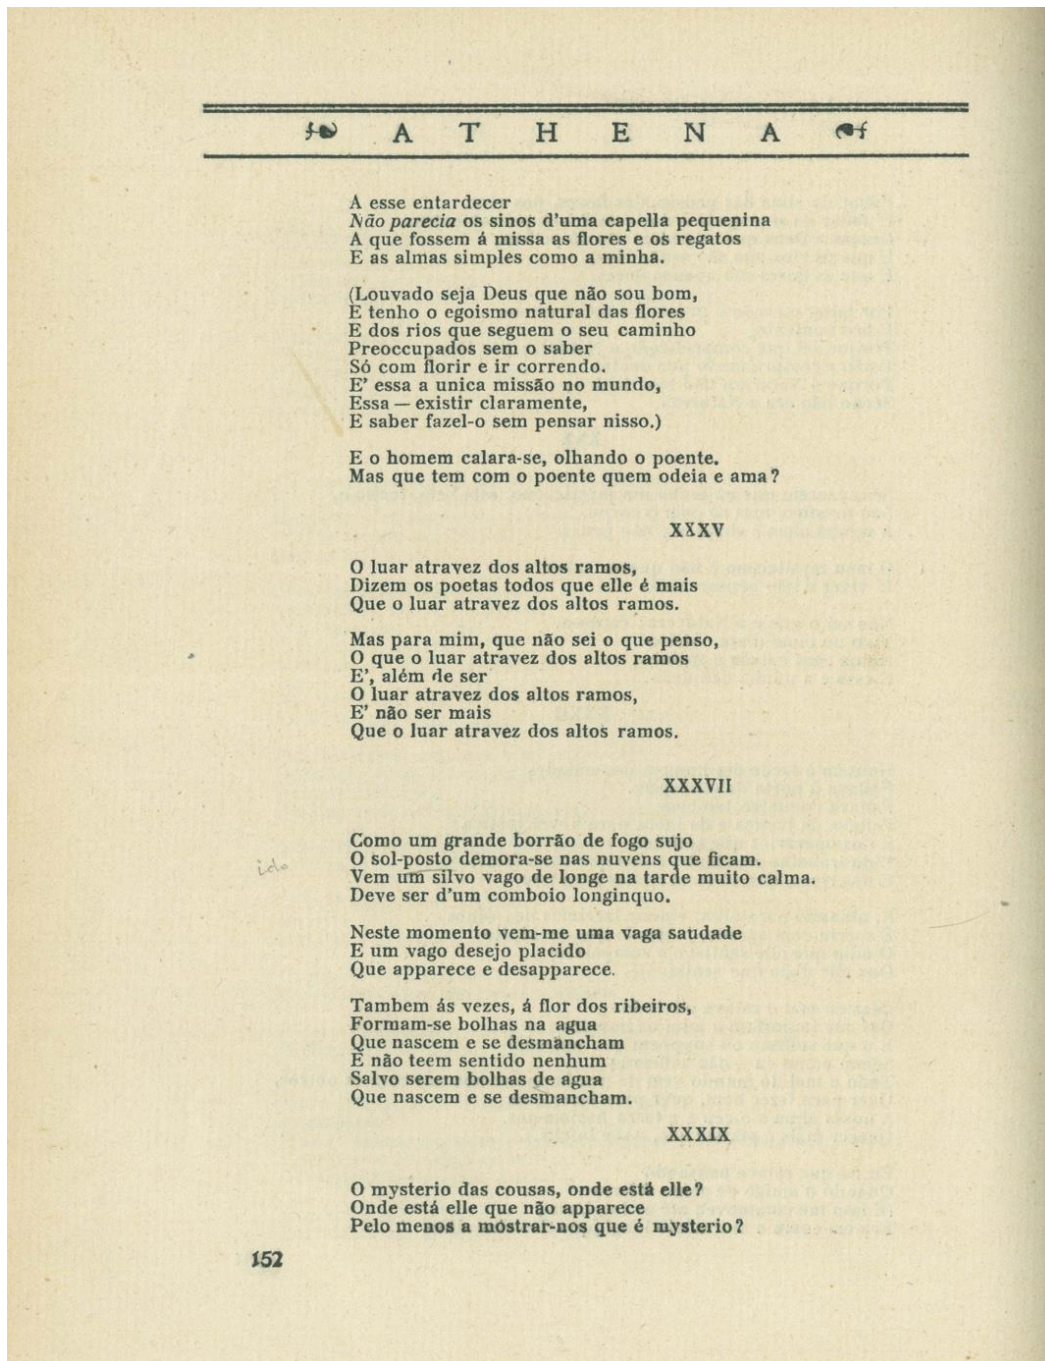 A T H E N A
A esse entardecer
Não parecia os sinos d'uma capella pequenina
A que fossem á missa as flores e os regatos
E as almas simples como a minha.
(Louvado seja Deus que não sou bom,
E tenho o egoismo natural das flores
E dos rios que seguem o seu caminho
Preoccupados sem o saber
Só com florir e ir correndo.
E' essa a unica missão no mundo,
Essa — existir claramente,
E saber fazel-o sem pensar nisso.)
E o homem calara-se, olhando o poente.
Mas que tem com o poente quem odeia e ama?
XXXV
O luar atravez dos altos ramos,
Dizem os poetas todos que elle é mais
Que o luar atravez dos altos ramos.
Mas para mim, que não sei o que penso,
O que o luar atravez dos altos ramos
E', além de ser
O luar atravez dos altos ramos,
E' não ser mais
Que o luar atravez dos altos ramos.
XXXVII
Como um grande borrão de fogo sujo
O sol-posto demora-se nas nuvens que ficam.
ido
Vem um silvo vago de longe na tarde muito calma.
Deve ser d'um comboio longinquo.
Neste momento vem-me uma vaga saudade
E um vago desejo placido
Que apparece e desapparece.
Tambem ás vezes, á flor dos ribeiros,
Formam-se bolhas na agua
Que nascem e se desmancham
E não teem sentido nenhum
Salvo serem bolhas de agua
Que nascem e se desmancham.
XXXIX
O mysterio das cousas, onde está elle?
Onde está elle que não apparece
Pelo menos a mostrar-nos que é mysterio?
152